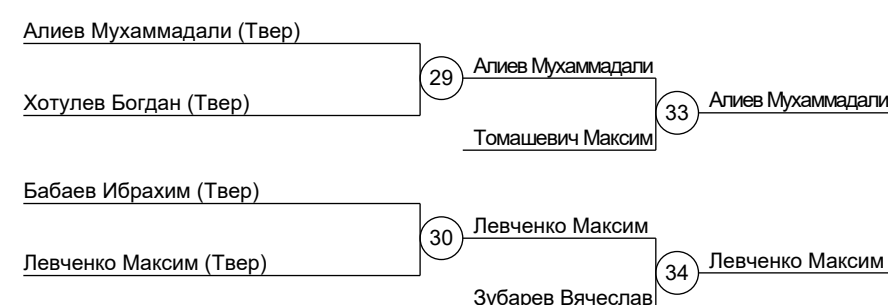 Алиев Мухаммадали (Твер)
29
Алиев Мухаммадали
Хотулев Богдан (Твер)
33
Алиев Мухаммадали
Томашевич Максим
Бабаев Ибрахим (Твер)
30
Левченко Максим
Левченко Максим (Твер)
34
Левченко Максим
Зубарев Вячеслав